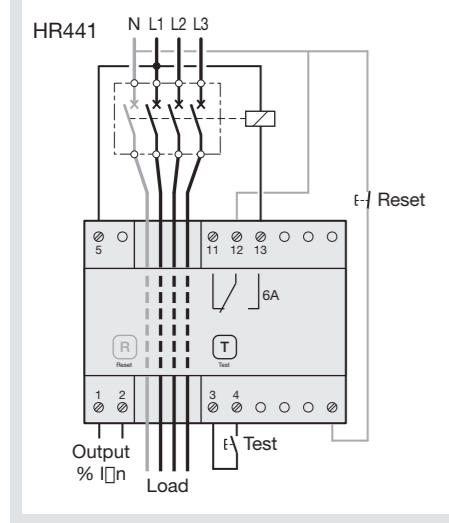 HR441
N L1 L2 L3
Reset
5
11 12 13
6A
R
Reset
T
Test
1 2
3 4
Output
% I▯n
Test
Load